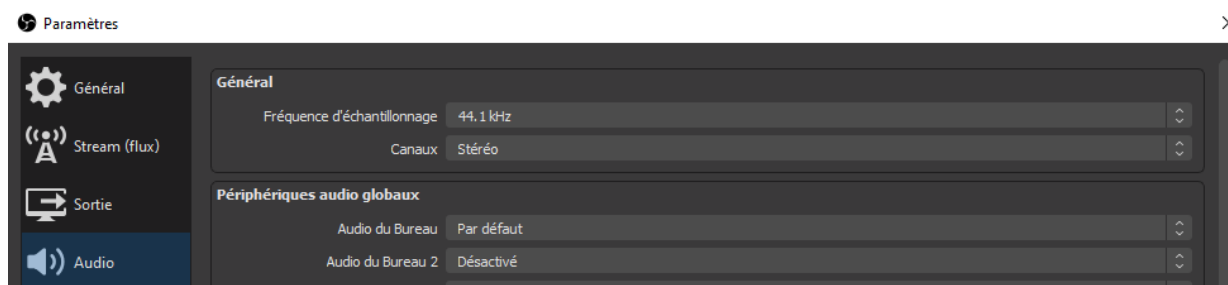 Paramètres
Général
Stream (flux)
Sortie
Audio
Général
Fréquence d'échantillonnage 44.1 kHz
Canaux Stéréo
Périphériques audio globaux
Audio du Bureau Par défaut
Audio du Bureau 2 Désactivé